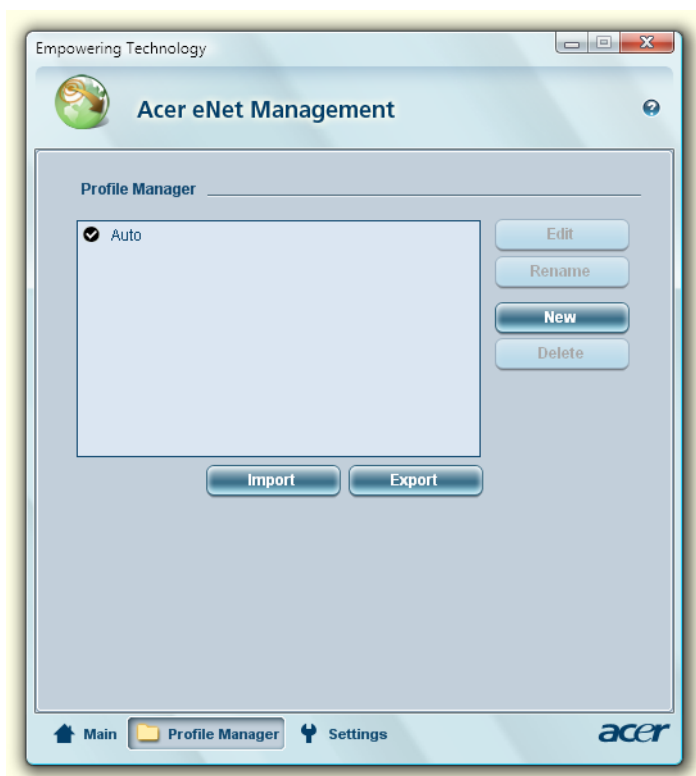 Empowering Technology
Acer eNet Management
Profile Manager
Auto
Edit
Rename
New
Delete
Import Export
Main Profile Manager Settings acer